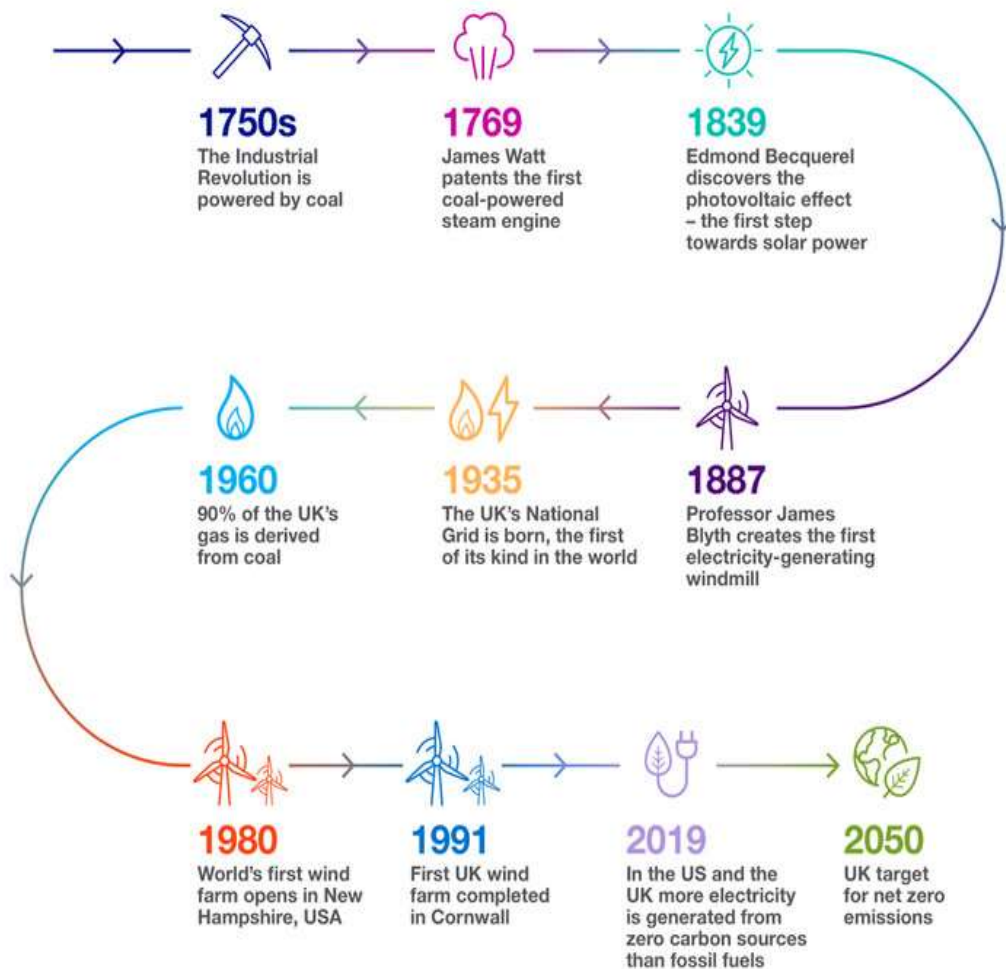 1750s
The Industrial
Revolution is
powered by coal
1769
James Watt
patents the first
coal-powered
steam engine
1839
Edmond Becquerel
discovers the
photovoltaic effect
– the first step
towards solar power
1887
Professor James
Blyth creates the first
electricity-generating
windmill
1935
The UK's National
Grid is born, the first
of its kind in the world
1960
90% of the UK's
gas is derived
from coal
1980
World's first wind
farm opens in New
Hampshire, USA
1991
First UK wind
farm completed
in Cornwall
2019
In the US and the
UK more electricity
is generated from
zero carbon sources
than fossil fuels
2050
UK target
for net zero
emissions